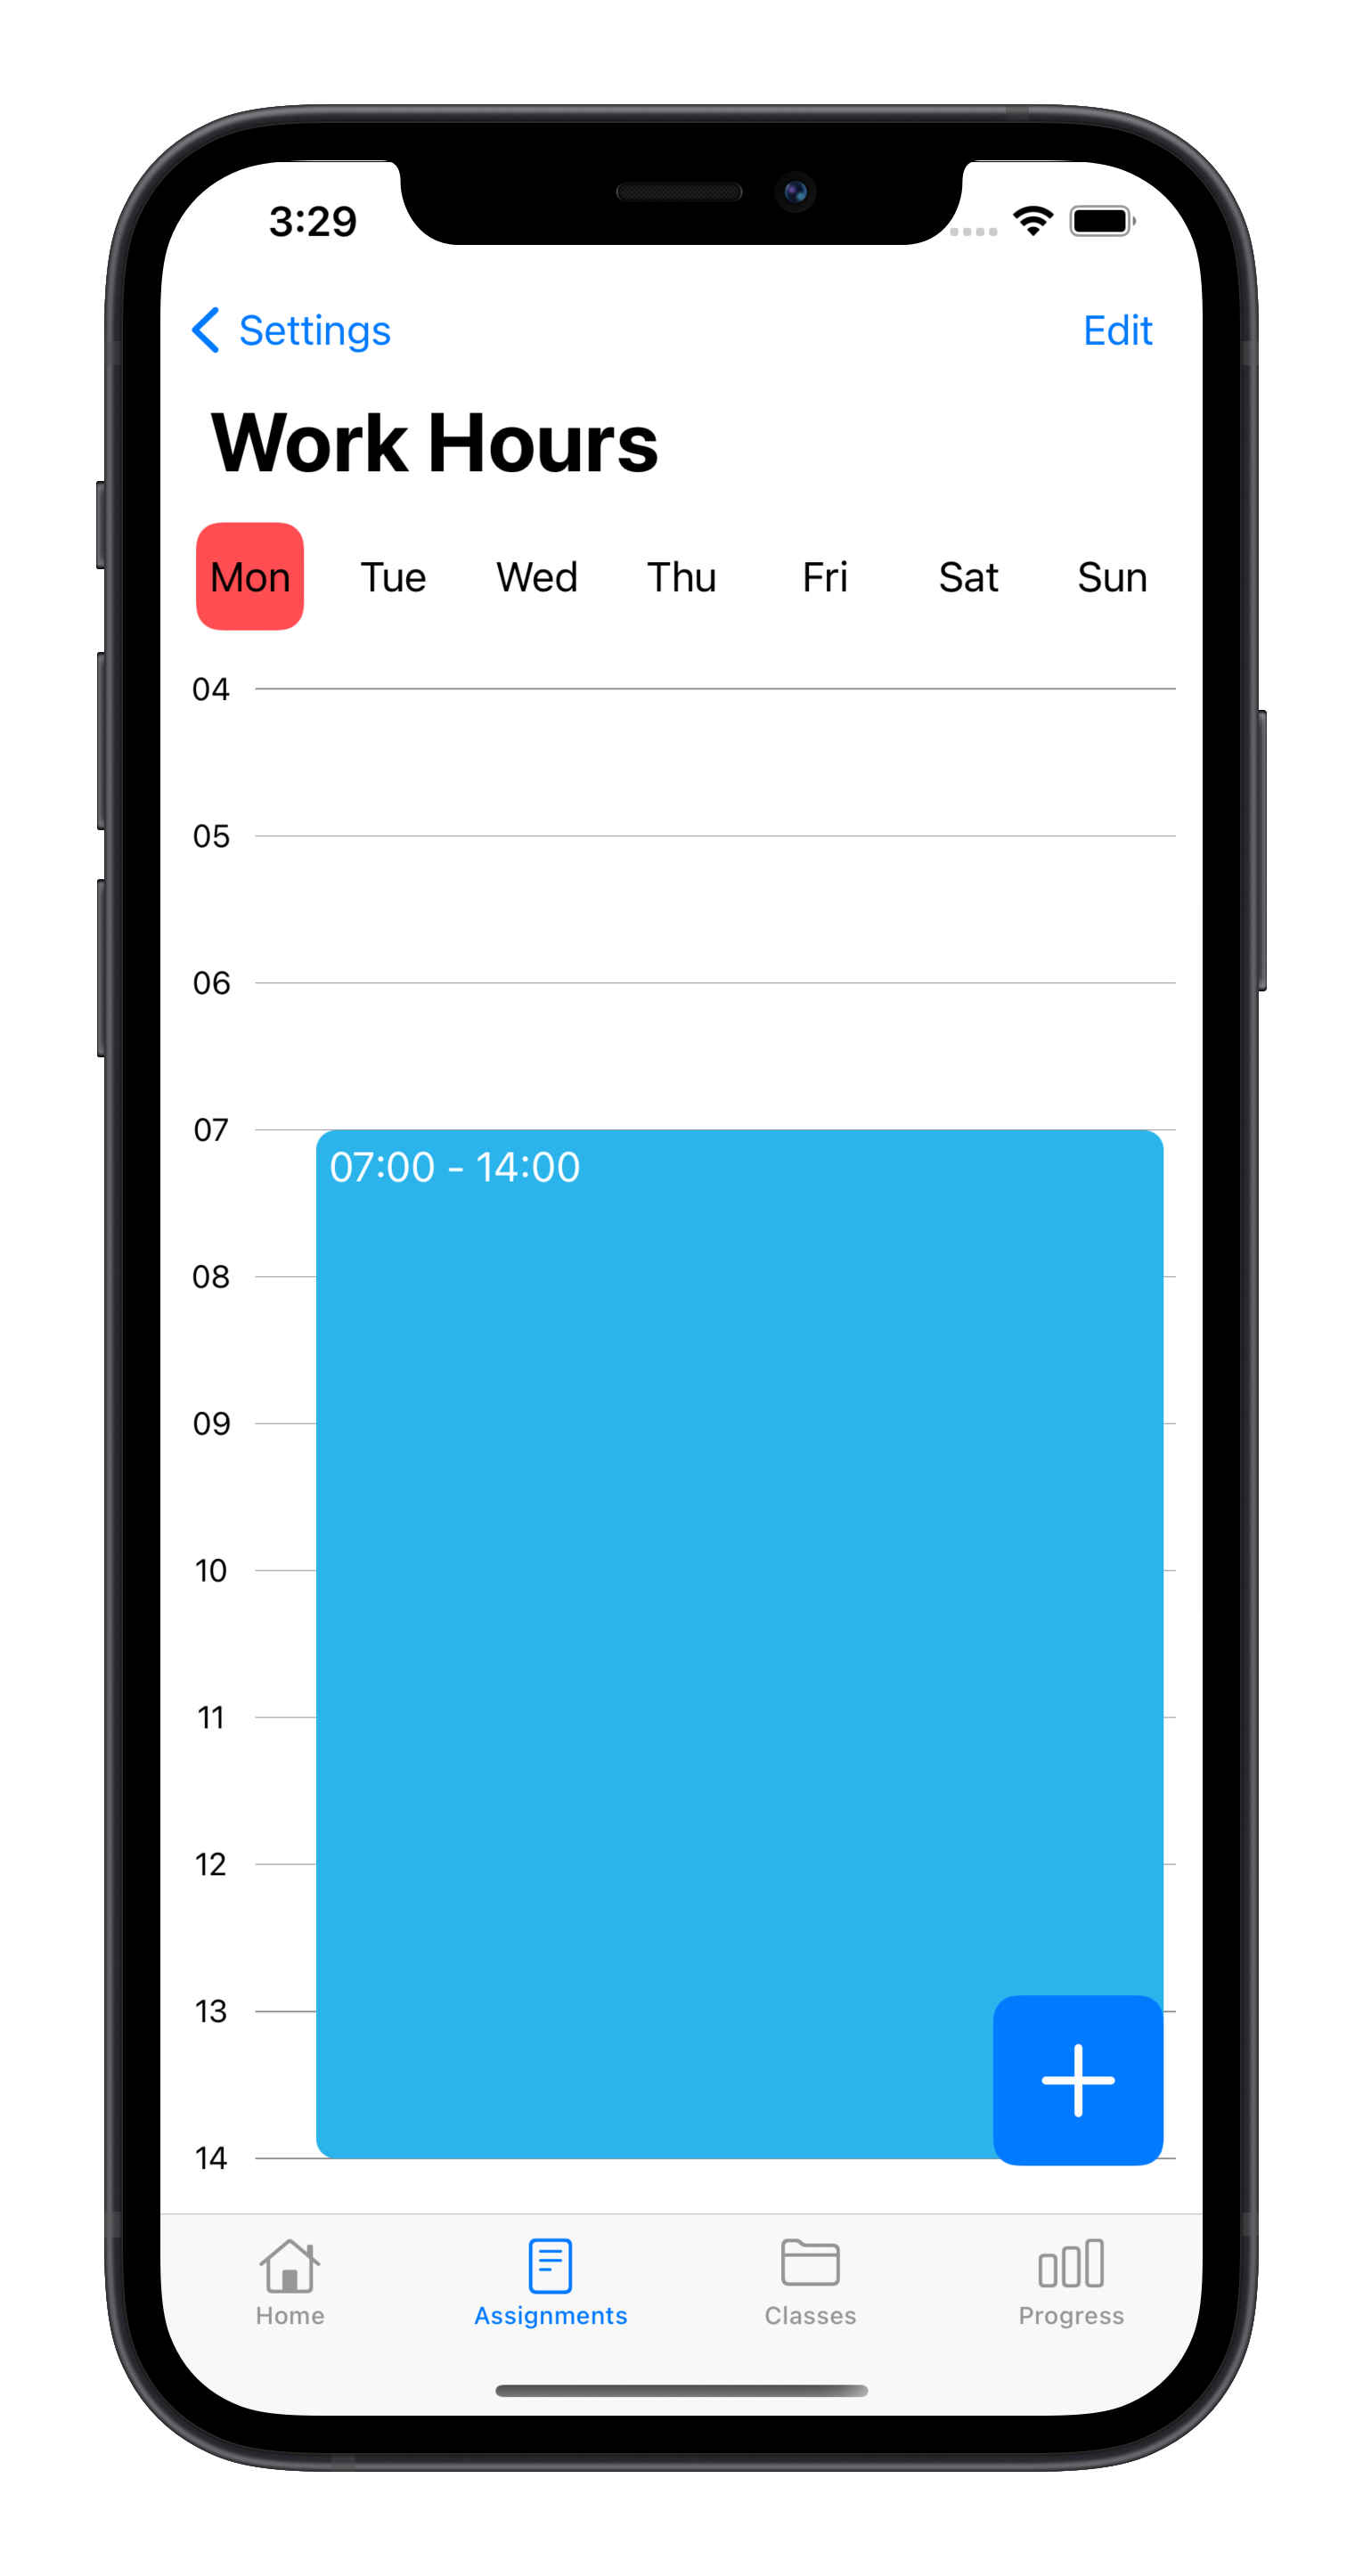 3:29
Settings Edit
Work Hours
Mon Tue Wed Thu Fri Sat Sun
04
05
06
07
07:00 - 14:00
08
09
10
11
12
13
14
Home Assignments Classes Progress